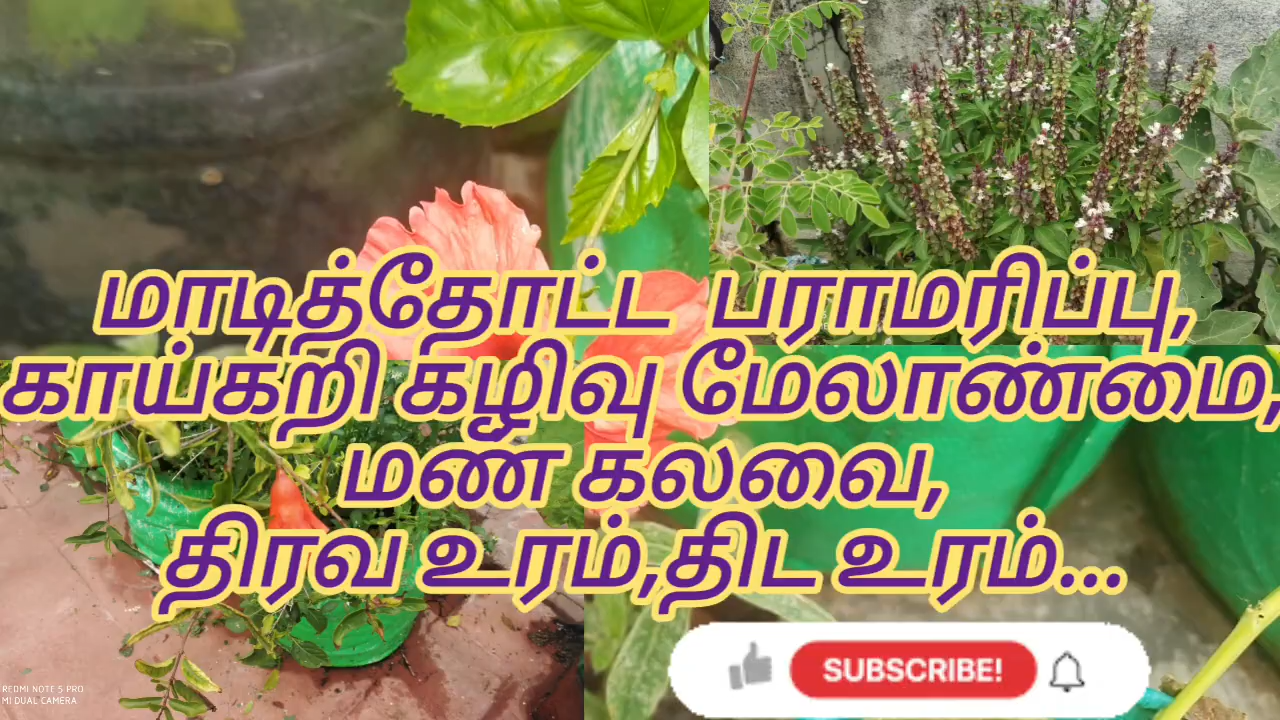 மாடித்தோட்ட பராமரிப்பு,
காய்கறி கழிவு மேலாண்மை,
மண் கலவை,
திரவ உரம்,திட உரம்...
SUBSCRIBE!
REDMI NOTE 5 PRO
MI DUAL CAMERA